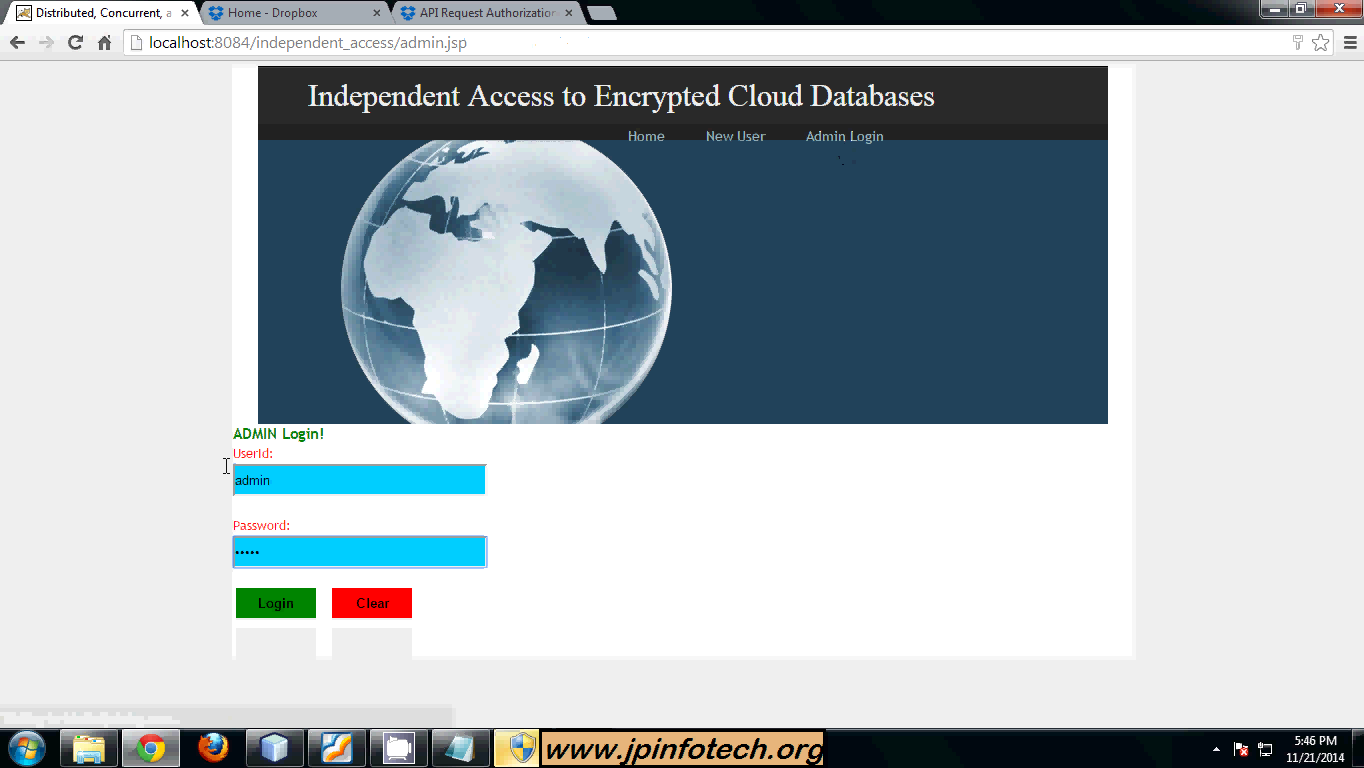 Distributed, Concurrent, a
Home - Dropbox
API Request Authorization
localhost:8084/independent_access/admin.jsp
Independent Access to Encrypted Cloud Databases
Home
New User
Admin Login
ADMIN Login!
UserId:
admin
Password:
•••••
Login
Clear
www.jpinfotech.org
5:46 PM
11/21/2014